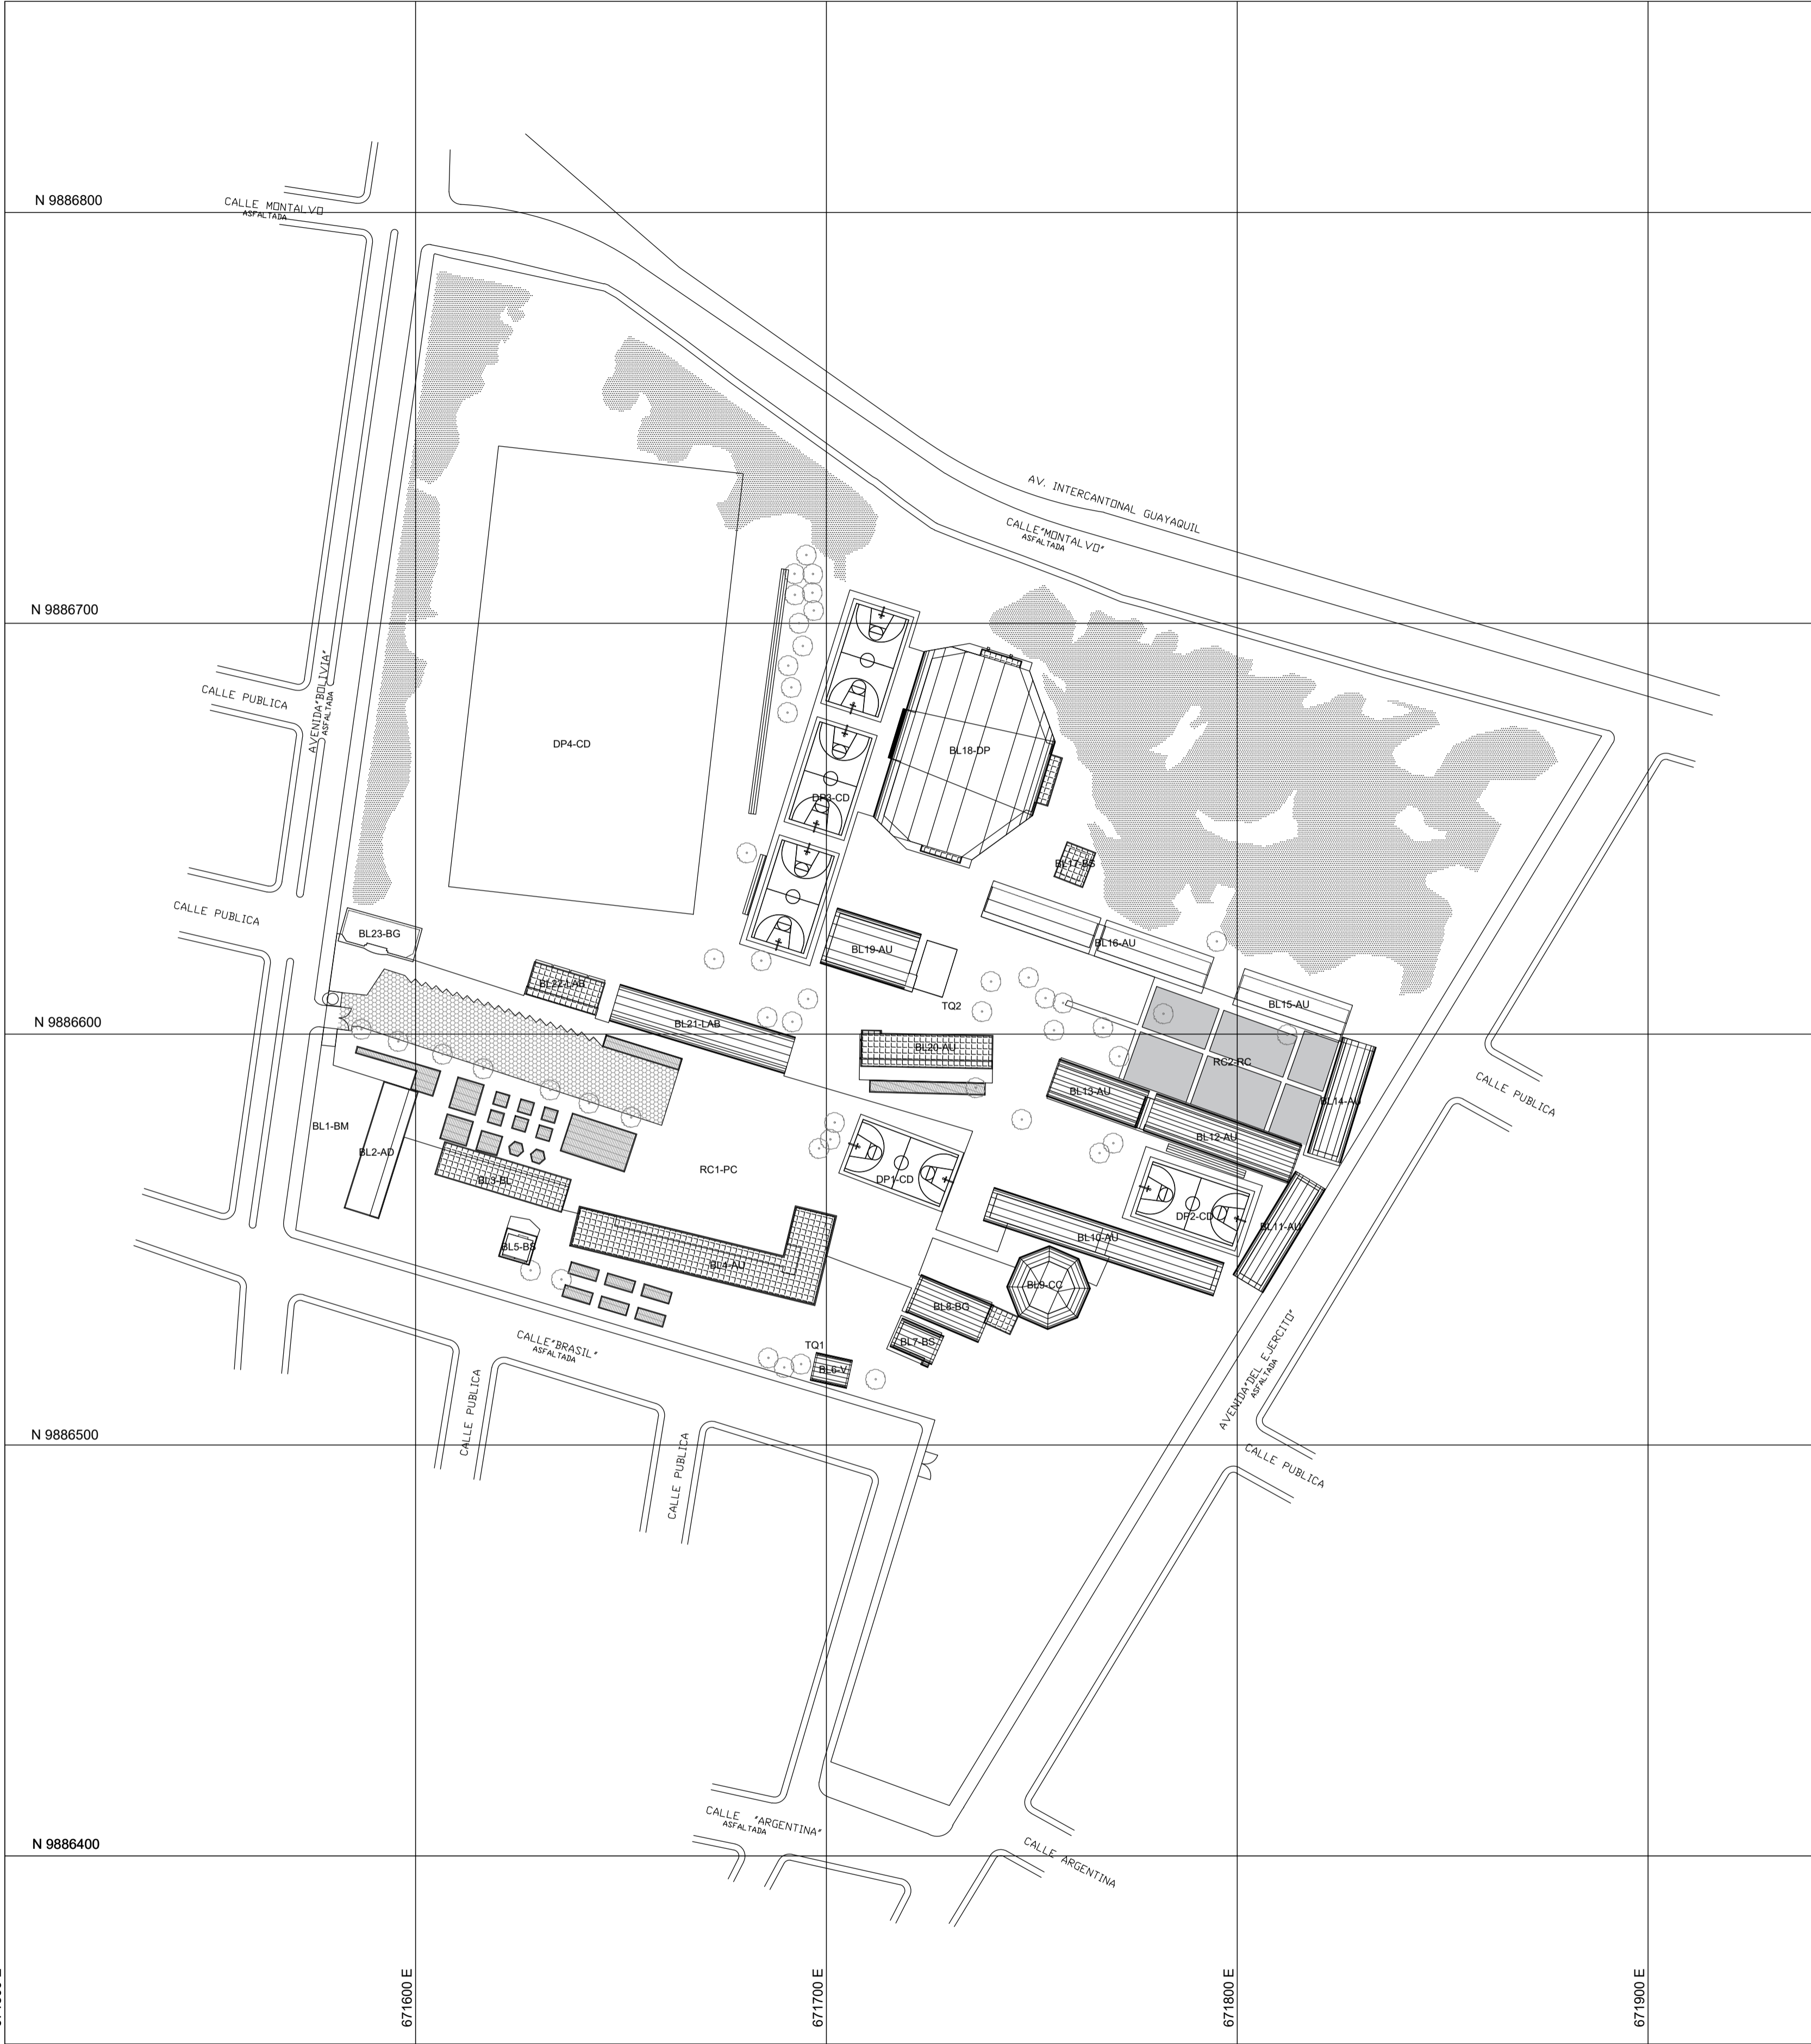 N 9886800
CALLE MONTALVO
ASFALTADA
AV. INTERCANTONAL GUAYAQUIL
CALLE"MONTALVO"
ASFALTADA
N 9886700
CALLE PUBLICA
AVENIDA"BOLIVIA"
ASFALTADA
DP4-CD
BL18-DP
DP3-CD
BL17-BS
CALLE PUBLICA
BL23-BG
BL19-AU
BL16-AU
BL22-LAB
TQ2
BL15-AU
N 9886600
BL21-LAB
BL20-AU
RC2-RC
BL13-AU
BL14-AU
CALLE PUBLICA
BL1-BM
BL12-AU
BL2-AD
RC1-PC
BL3-BL
DP1-CD
DP2-CD
BL11-AU
BL5-BS
BL10-AU
BL4-AU
BL9-CC
BL8-BG
BL7-BS
CALLE"BRASIL"
ASFALTADA
TQ1
BL6-V
AVENIDA"DEL EJERCITO"
ASFALTADA
CALLE PUBLICA
N 9886500
CALLE PUBLICA
CALLE PUBLICA
CALLE "ARGENTINA"
ASFALTADA
N 9886400
CALLE ARGENTINA
671600 E
671700 E
671800 E
671900 E